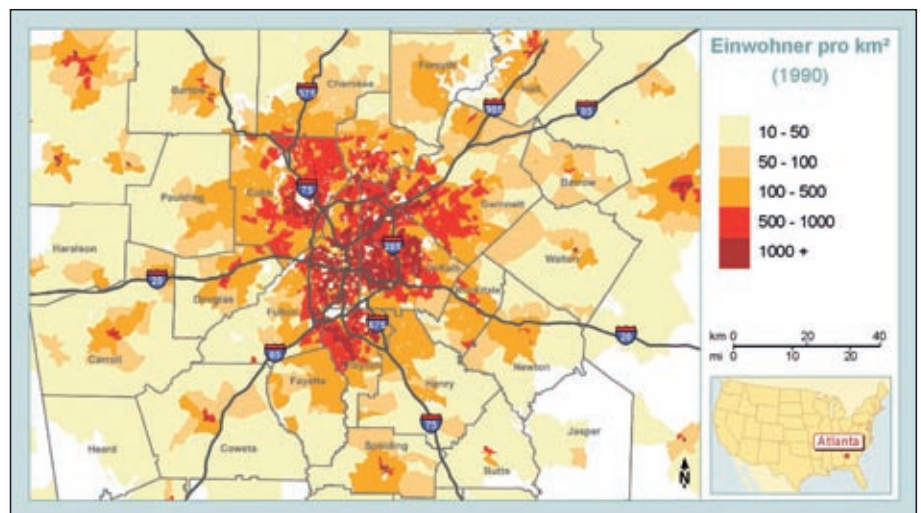 Einwohner pro km²
(1990)
10 - 50
50 - 100
100 - 500
500 - 1000
1000 +
km 0 20 40
mi 0 10 20 30
Atlanta
N
Bartow
Cherokee
Forsyth
Hall
575
985
85
Paulding
Cobb
75
Gwinnett
Barrow
Haralson
20
Douglas
285
DeKalb
Walton
Fulton
Rockdale
Carroll
85
675
Clayton
20
Newton
Fayette
Henry
75
Heard
85
Coweta
Spalding
Butts
Jasper